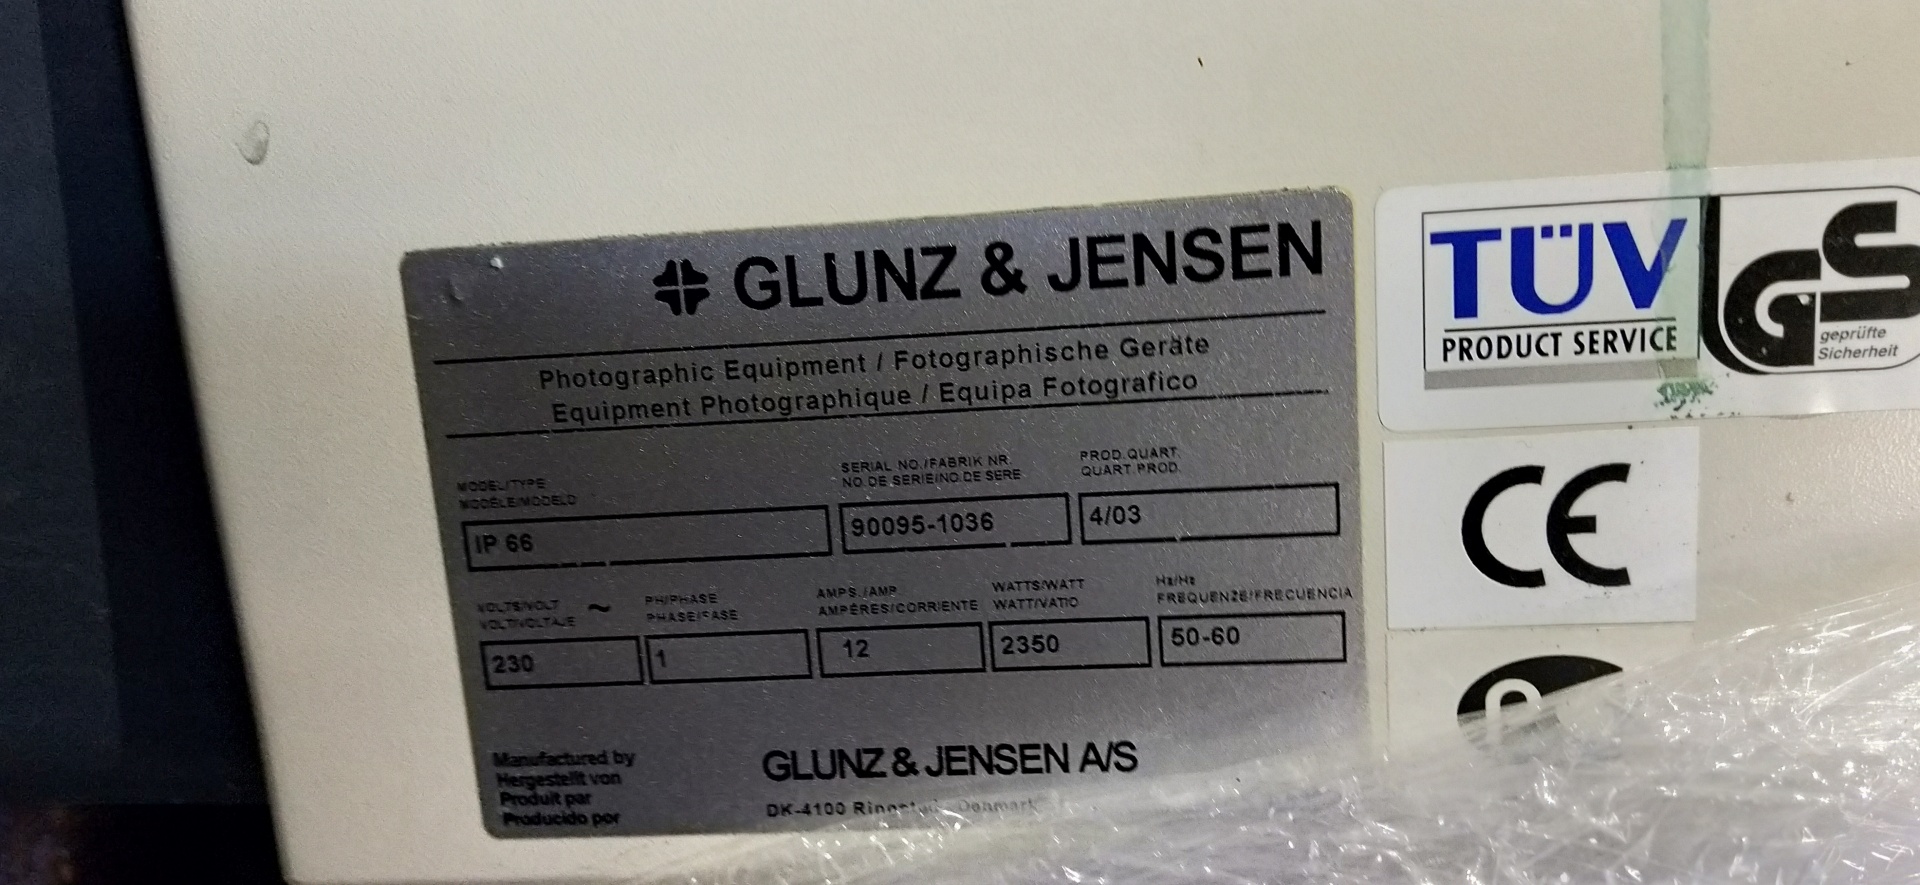 GLUNZ & JENSEN
Photographic Equipment / Fotographische Geräte
Equipment Photographique / Equipa Fotografico
MODEL/TYPE
MODÈLE/MODELO
IP 66
SERIAL NO./FABRIK NR.
NO.DE SERIE/NO.DE SERE
90095-1036
PROD.QUART.
QUART PROD.
4/03
VOLTS/VOLT ~
VOLT/VOLTAJE
230
PH/PHASE
PHASE/FASE
1
AMPS./AMP
AMPÉRES/CORRIENTE
12
WATTS/WATT
WATT/VATIO
2350
Hz/Hz
FREQUENZE/FRECUENCIA
50-60
Manufactured by
Hergestellt von
Produit par
Producido por
GLUNZ & JENSEN A/S
DK-4100 Ringsted, Denmark
TÜV
PRODUCT SERVICE
GS
geprüfte
Sicherheit
CE